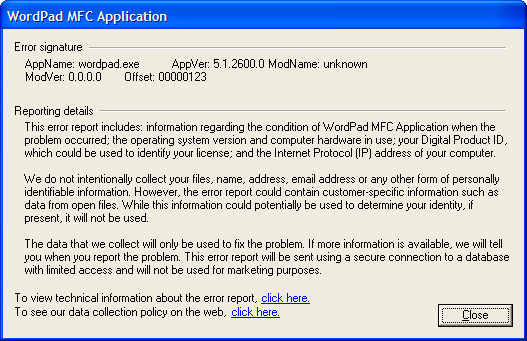 WordPad MFC Application
Error signature
AppName: wordpad.exe AppVer: 5.1.2600.0 ModName: unknown
ModVer: 0.0.0.0 Offset: 00000123
Reporting details
This error report includes: information regarding the condition of WordPad MFC Application when the
problem occurred; the operating system version and computer hardware in use; your Digital Product ID,
which could be used to identify your license; and the Internet Protocol (IP) address of your computer.
We do not intentionally collect your files, name, address, email address or any other form of personally
identifiable information. However, the error report could contain customer-specific information such as
data from open files. While this information could potentially be used to determine your identity, if
present, it will not be used.
The data that we collect will only be used to fix the problem. If more information is available, we will tell
you when you report the problem. This error report will be sent using a secure connection to a database
with limited access and will not be used for marketing purposes.
To view technical information about the error report, click here.
To see our data collection policy on the web, click here.
Close